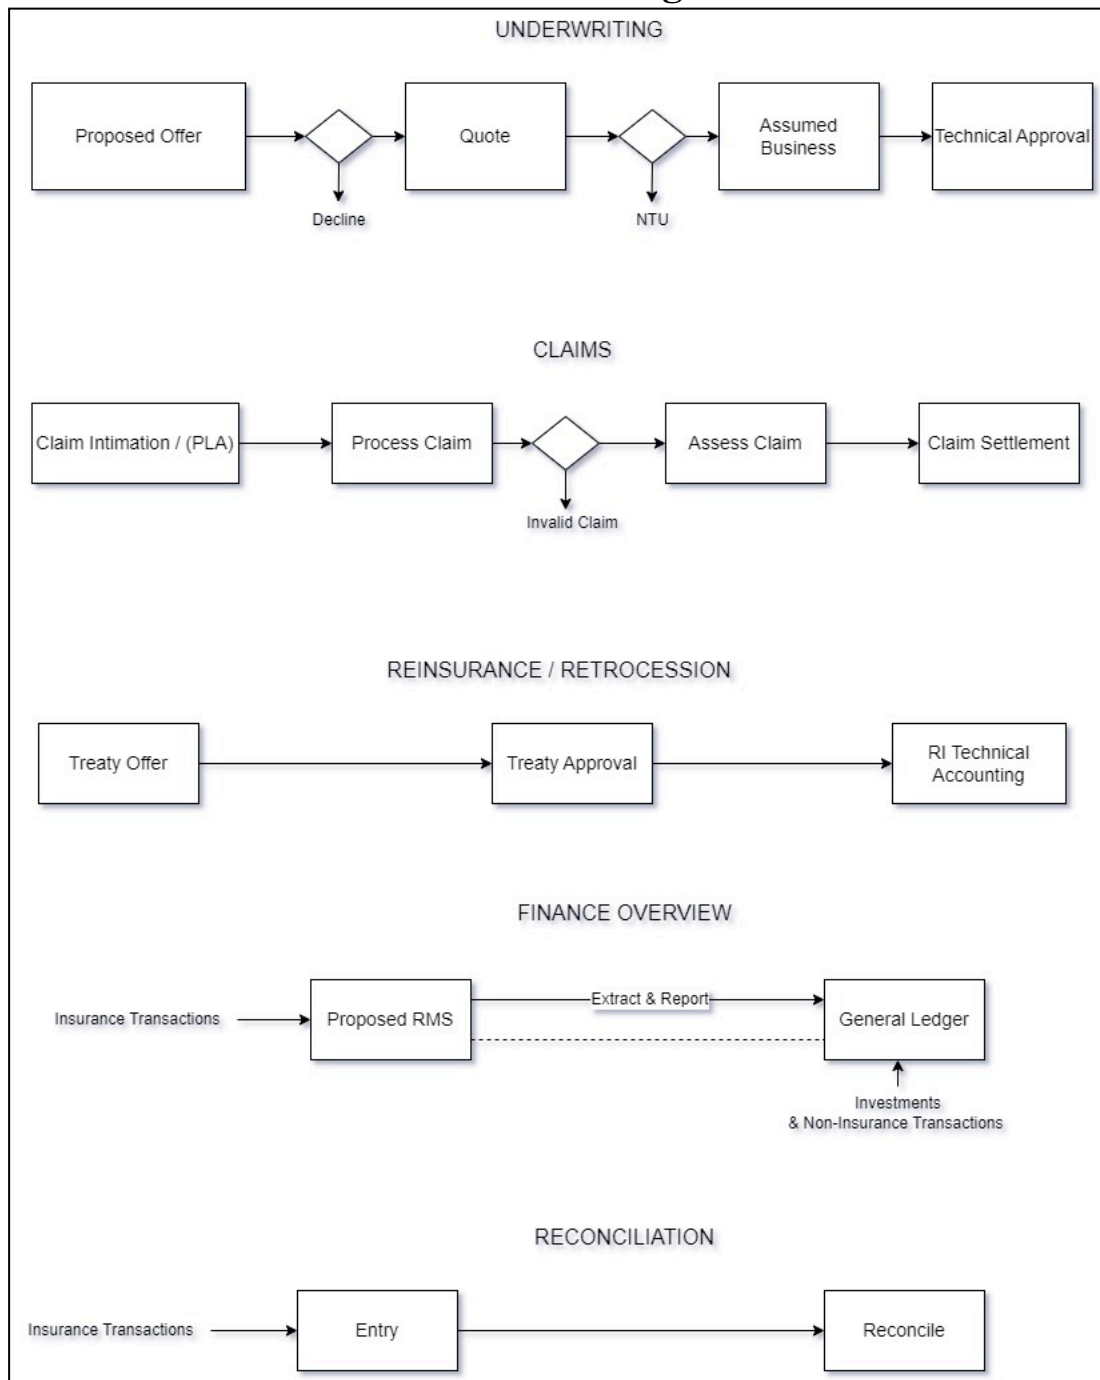 UNDERWRITING
Proposed Offer
Quote
Assumed
Business
Technical Approval
Decline
NTU
CLAIMS
Claim Intimation / (PLA)
Process Claim
Assess Claim
Claim Settlement
Invalid Claim
REINSURANCE / RETROCESSION
Treaty Offer
Treaty Approval
RI Technical
Accounting
FINANCE OVERVIEW
Insurance Transactions
Proposed RMS
Extract & Report
General Ledger
Investments
& Non-Insurance Transactions
RECONCILIATION
Insurance Transactions
Entry
Reconcile